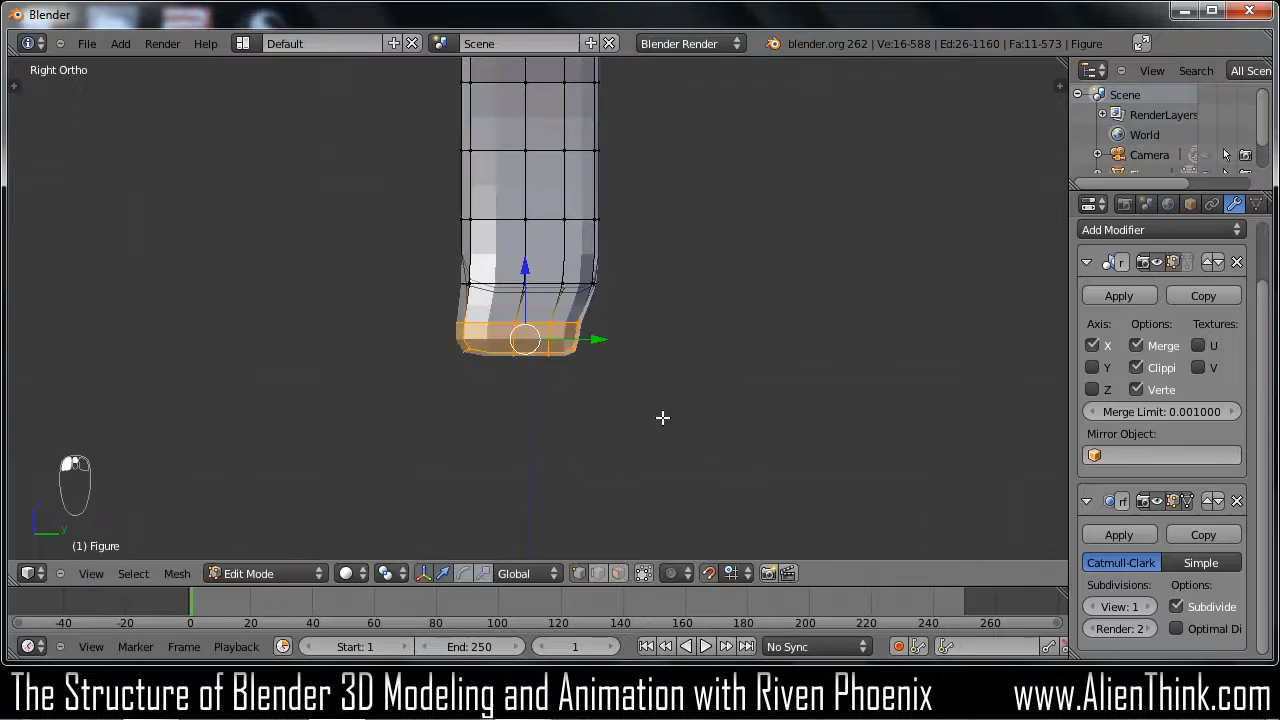 Blender
File Add Render Help Default Scene Blender Render blender.org 262 | Ve:16-588 | Ed:26-1160 | Fa:11-573 | Figure
Right Ortho
View Search All Scen
Scene
RenderLayers
World
Camera
Add Modifier
r
Apply Copy
Axis: Options: Textures:
X Merge U
Y Clippi V
Z Verte
Merge Limit: 0.001000
Mirror Object:
rf
Apply Copy
Catmull-Clark Simple
Subdivisions: Options:
View: 1 Subdivide
Render: 2 Optimal Di
y
(1) Figure
View Select Mesh Edit Mode Global
-40 -20 0 20 40 60 80 100 120 140 160 180 200 220 240 260
View Marker Frame Playback Start: 1 End: 250 1 No Sync
The Structure of Blender 3D Modeling and Animation with Riven Phoenix www.AlienThink.com